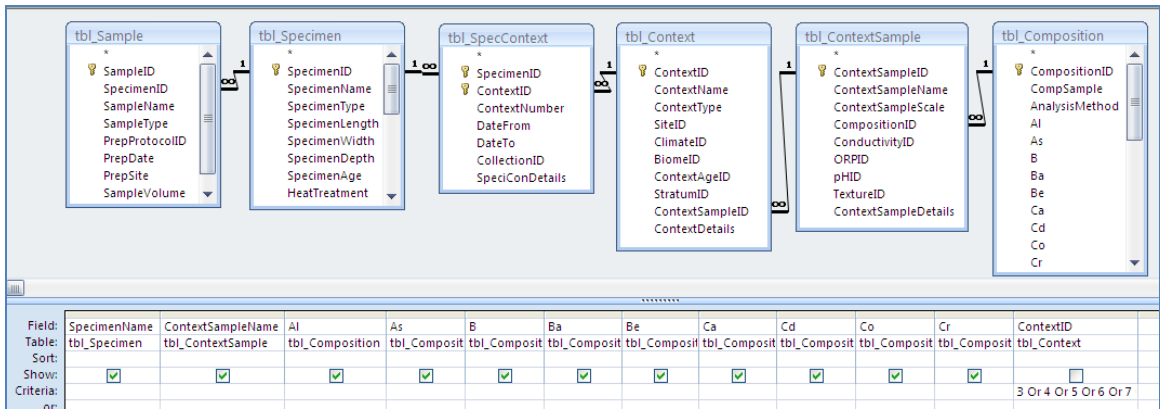 tbl_Sample
*
SampleID
SpecimenID
SampleName
SampleType
PrepProtocolID
PrepDate
PrepSite
SampleVolume
∞ 1
tbl_Specimen
*
SpecimenID
SpecimenName
SpecimenType
SpecimenLength
SpecimenWidth
SpecimenDepth
SpecimenAge
HeatTreatment
1 ∞
tbl_SpecContext
*
SpecimenID
ContextID
ContextNumber
DateFrom
DateTo
CollectionID
SpeciConDetails
∞ 1
tbl_Context
*
ContextID
ContextName
ContextType
SiteID
ClimateID
BiomeID
ContextAgeID
StratumID
ContextSampleID
ContextDetails
∞ 1
tbl_ContextSample
*
ContextSampleID
ContextSampleName
ContextSampleScale
CompositionID
ConductivityID
ORPID
pHID
TextureID
ContextSampleDetails
∞ 1
tbl_Composition
*
CompositionID
CompSample
AnalysisMethod
Al
As
B
Ba
Be
Ca
Cd
Co
Cr
Field: SpecimenName ContextSampleName Al As B Ba Be Ca Cd Co Cr ContextID
Table: tbl_Specimen tbl_ContextSample tbl_Composition tbl_Composit tbl_Composit tbl_Composit tbl_Composit tbl_Composit tbl_Composit tbl_Composit tbl_Composit tbl_Context
Sort:
Show:
Criteria: 3 Or 4 Or 5 Or 6 Or 7
or: